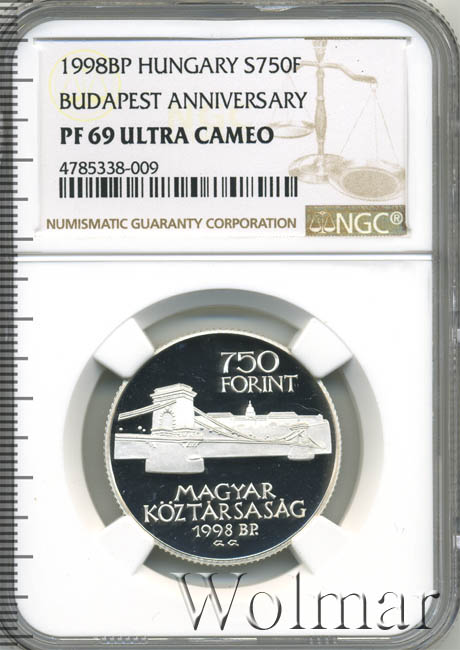 1998BP HUNGARY S750F
BUDAPEST ANNIVERSARY
PF 69 ULTRA CAMEO
4785338-009
NUMISMATIC GUARANTY CORPORATION
NGC®
750
FORINT
MAGYAR
KÖZTÁRSASÁG
1998 BP.
Wolmar